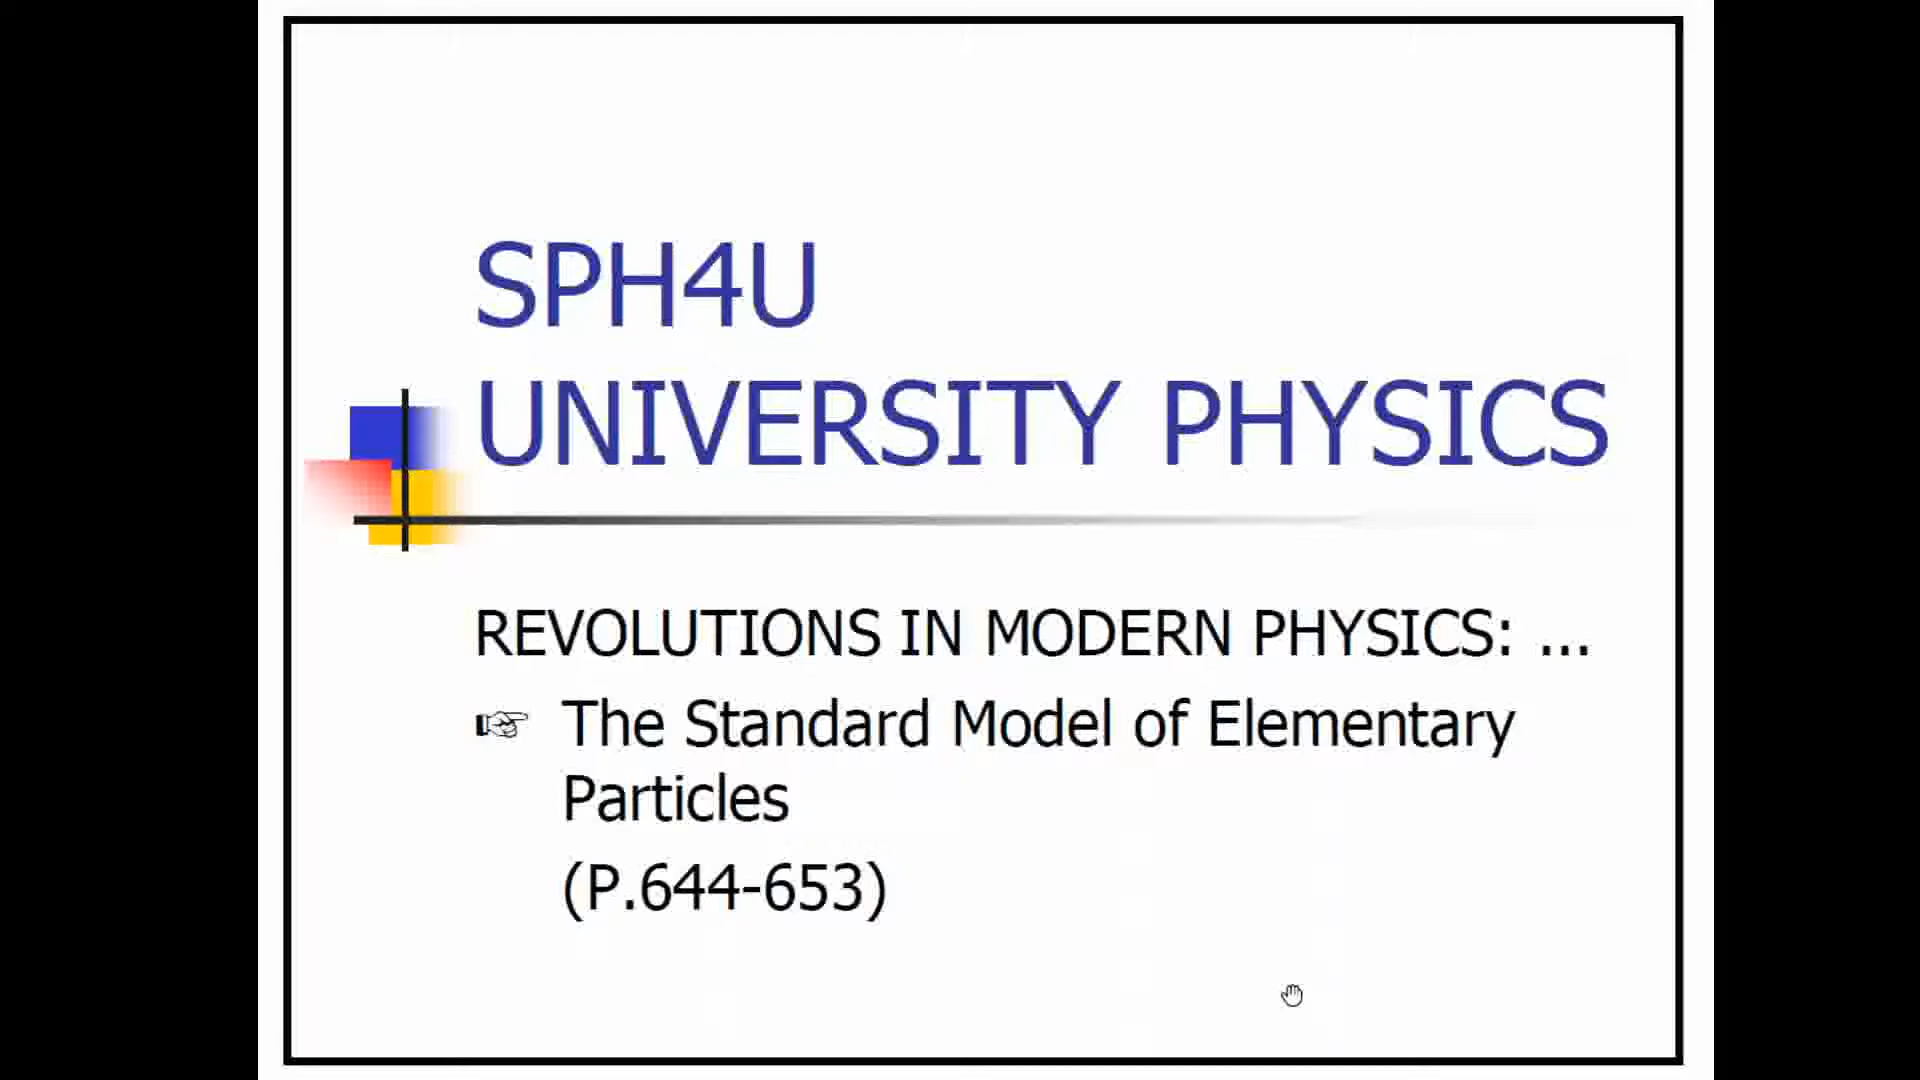 SPH4U
UNIVERSITY PHYSICS
REVOLUTIONS IN MODERN PHYSICS: ...
☞ The Standard Model of Elementary
Particles
(P.644-653)